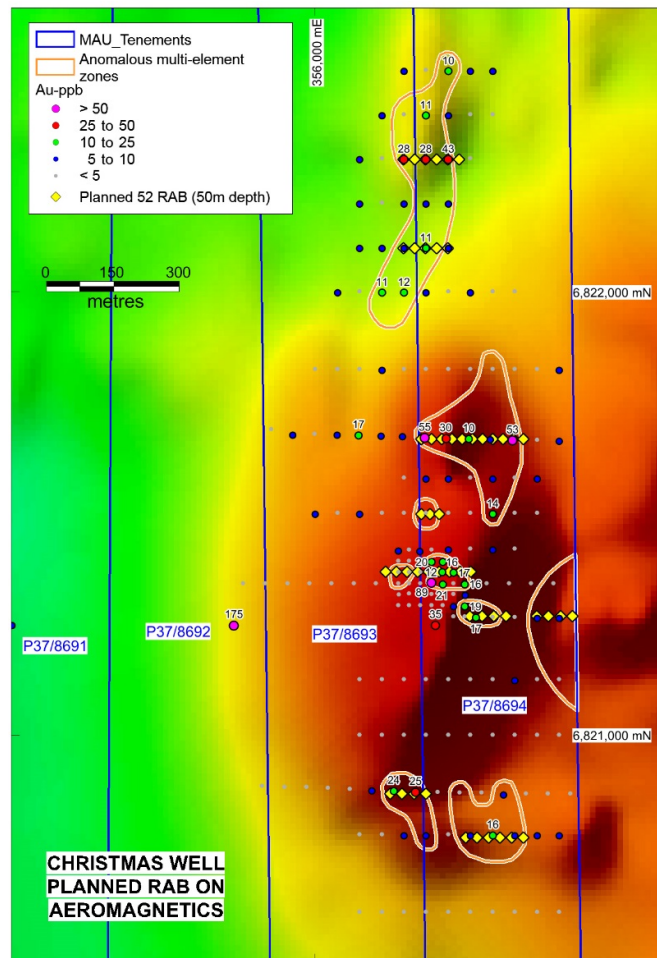 MAU_Tenements
Anomalous multi-element
zones
Au-ppb
> 50
25 to 50
10 to 25
5 to 10
< 5
Planned 52 RAB (50m depth)
356,000 mE
10
11
28 28 43
11
0 150 300
metres
11 12
6,822,000 mN
17 55 30 10 53
14
20 16
12 17
16
89 21
19
175
35
17
P37/8691
P37/8692
P37/8693
P37/8694
6,821,000 mN
24 25
16
CHRISTMAS WELL
PLANNED RAB ON
AEROMAGNETICS